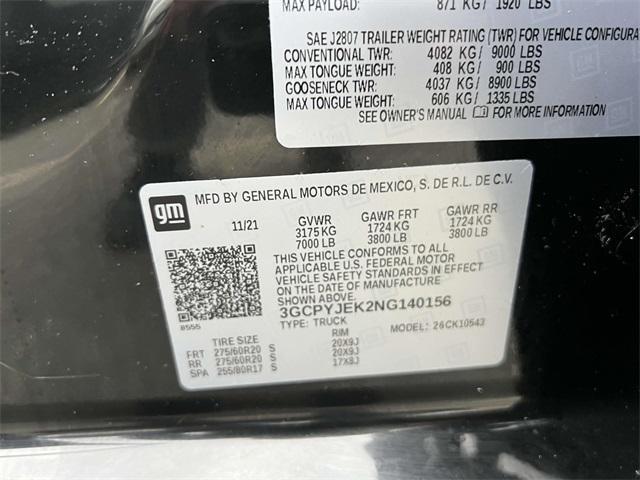 MAX PAYLOAD: 871 KG/ 1920 LBS
SAE J2807 TRAILER WEIGHT RATING (TWR) FOR VEHICLE CONFIGURA
CONVENTIONAL TWR: 4082 KG/ 9000 LBS
MAX TONGUE WEIGHT: 408 KG/ 900 LBS
GOOSENECK TWR: 4037 KG/ 8900 LBS
MAX TONGUE WEIGHT: 606 KG/ 1335 LBS
SEE OWNER'S MANUAL FOR MORE INFORMATION
gm
MFD BY GENERAL MOTORS DE MEXICO, S. DE R.L. DE C.V.
11/21 GVWR GAWR FRT GAWR RR
3175 KG 1724 KG 1724 KG
7000 LB 3800 LB 3800 LB
THIS VEHICLE CONFORMS TO ALL
APPLICABLE U.S. FEDERAL MOTOR
VEHICLE SAFETY STANDARDS IN EFFECT
ON THE DATE OF MANUFACTURE
SHOWN ABOVE.
3GCPYJEK2NG140156
8555 TYPE: TRUCK MODEL: 26CK10543
TIRE SIZE RIM
FRT 275/60R20 S 20X9J
RR 275/60R20 S 20X9J
SPA 255/80R17 S 17X8J